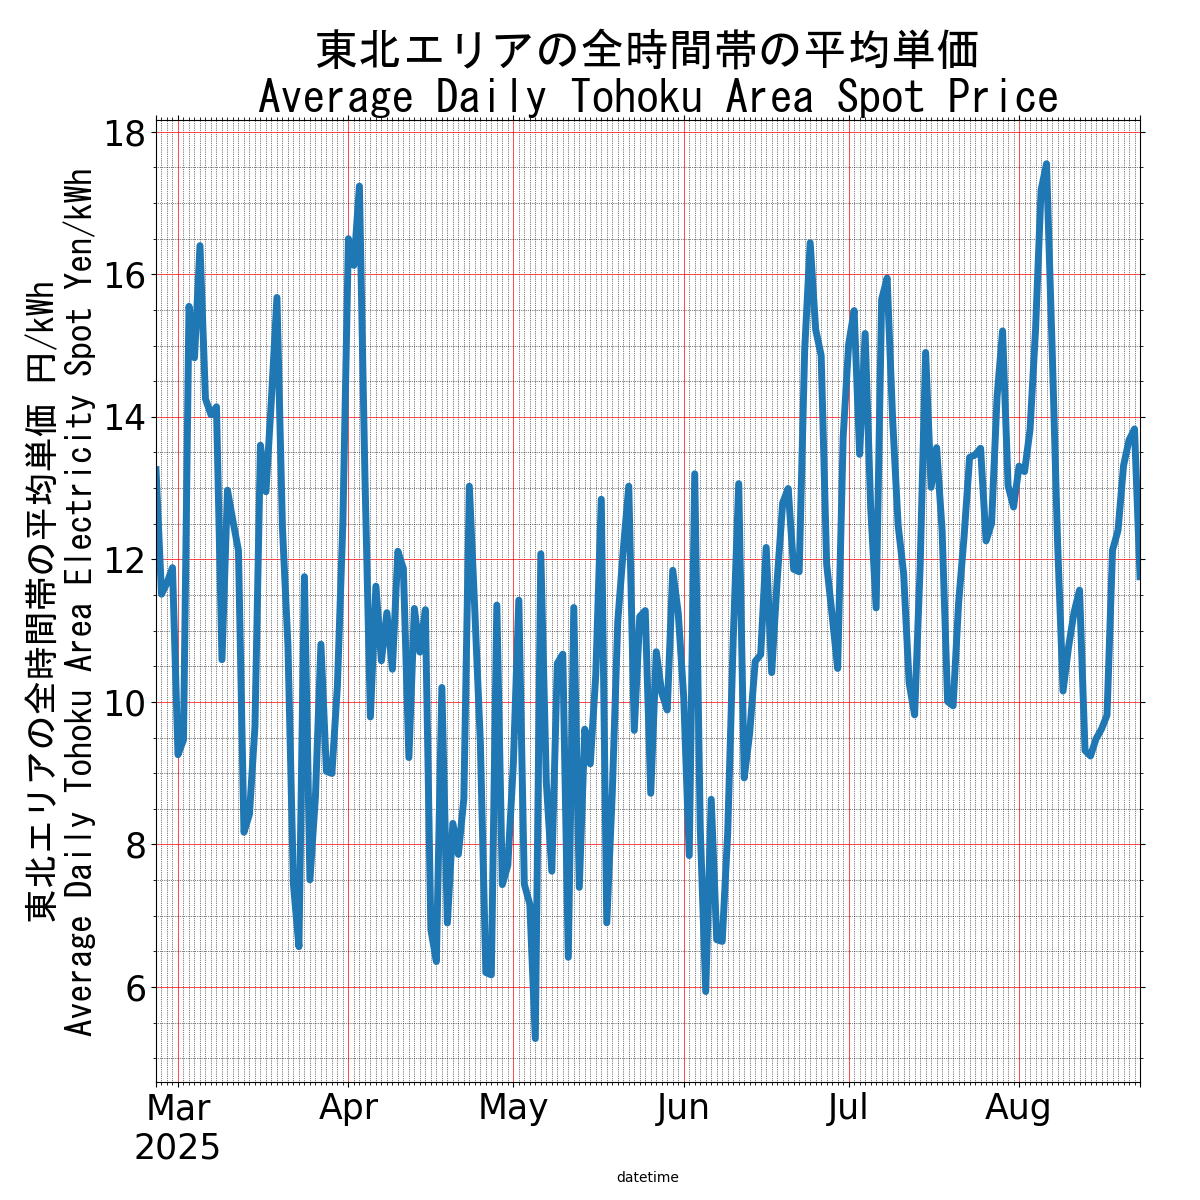 東北エリアの全時間帯の平均単価
Average Daily Tohoku Area Spot Price
東北エリアの全時間帯の平均単価 円/kWh
Average Daily Tohoku Area Electricity Spot Yen/kWh
18
16
14
12
10
8
6
Mar
2025
Apr
May
Jun
Jul
Aug
datetime